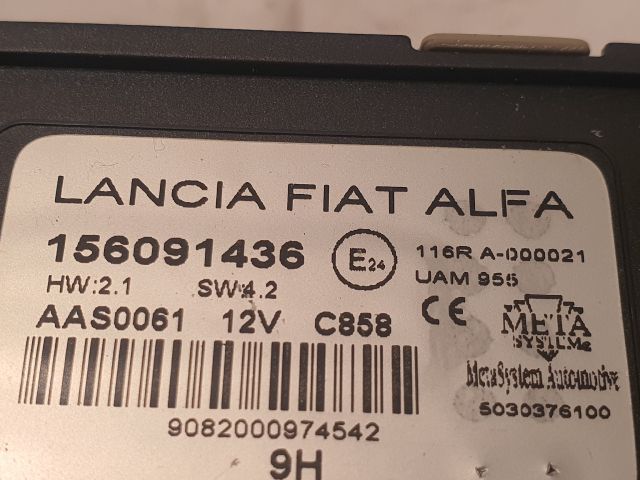 LANCIA FIAT ALFA
156091436 E24 116R A-000021
HW:2.1 SW:4.2 UAM 955
AAS0061 12V C858 CE META
SYSTEM
MetaSystem Automotive
5030376100
9082000974542
9H